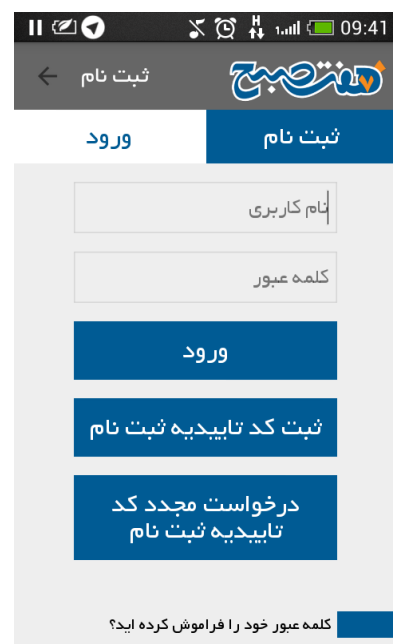 09:41
ثبت نام
هفت صبح
ثبت نام
ورود
نام کاربری
کلمه عبور
ورود
ثبت کد تاییدیه ثبت نام
درخواست مجدد کد
تاییدیه ثبت نام
کلمه عبور خود را فراموش کرده اید؟